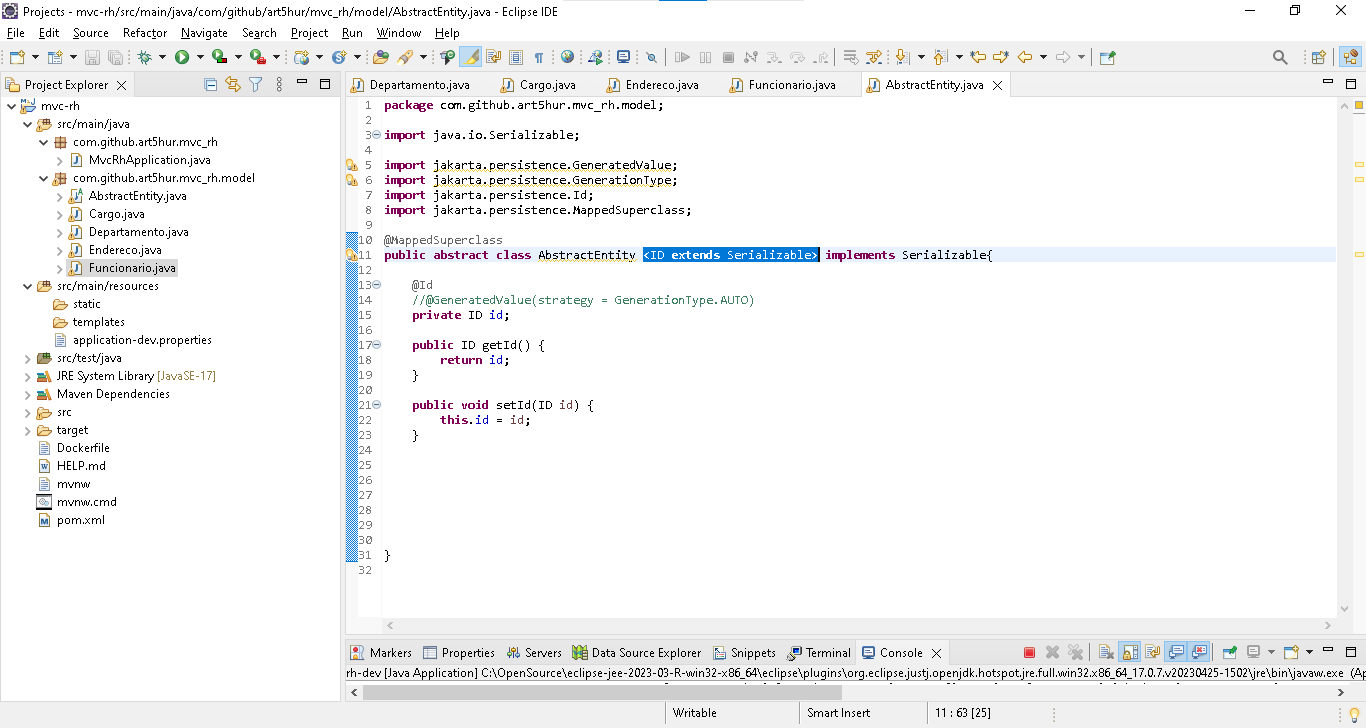 Projects - mvc-rh/src/main/java/com/github/art5hur/mvc_rh/model/AbstractEntity.java - Eclipse IDE
File Edit Source Refactor Navigate Search Project Run Window Help
Project Explorer
mvc-rh
src/main/java
com.github.art5hur.mvc_rh
MvcRhApplication.java
com.github.art5hur.mvc_rh.model
AbstractEntity.java
Cargo.java
Departamento.java
Endereco.java
Funcionario.java
src/main/resources
static
templates
application-dev.properties
src/test/java
JRE System Library [JavaSE-17]
Maven Dependencies
src
target
Dockerfile
HELP.md
mvnw
mvnw.cmd
pom.xml
Departamento.java Cargo.java Endereco.java Funcionario.java AbstractEntity.java
1 package com.github.art5hur.mvc_rh.model;
2
3 import java.io.Serializable;
4
5 import jakarta.persistence.GeneratedValue;
6 import jakarta.persistence.GenerationType;
7 import jakarta.persistence.Id;
8 import jakarta.persistence.MappedSuperclass;
9
10 @MappedSuperclass
11 public abstract class AbstractEntity <ID extends Serializable> implements Serializable{
12
13 @Id
14 //@GeneratedValue(strategy = GenerationType.AUTO)
15 private ID id;
16
17 public ID getId() {
18 return id;
19 }
20
21 public void setId(ID id) {
22 this.id = id;
23 }
24
25
26
27
28
29
30
31 }
32
Markers Properties Servers Data Source Explorer Snippets Terminal Console
rh-dev [Java Application] C:\OpenSource\eclipse-jee-2023-03-R-win32-x86_64\eclipse\plugins\org.eclipse.justj.openjdk.hotspot.jre.full.win32.x86_64_17.0.7.v20230425-1502\jre\bin\javaw.exe (Ap
Writable Smart Insert 11 : 63 [25]